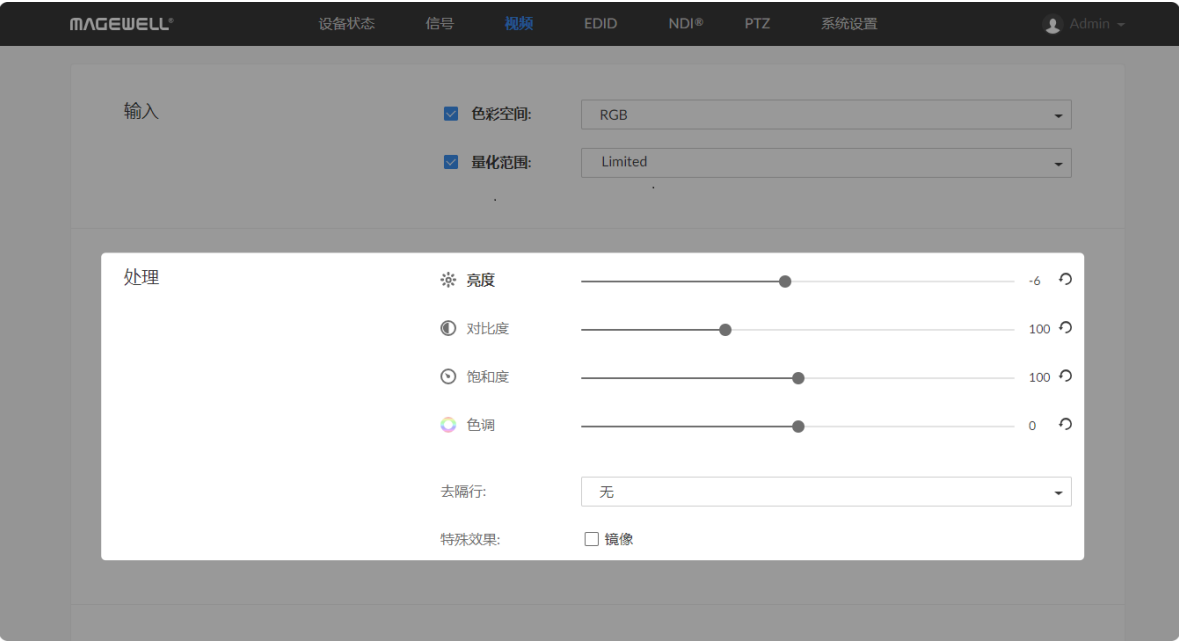 MAGEWELL® 设备状态 信号 视频 EDID NDI® PTZ 系统设置 Admin
输入 色彩空间: RGB
量化范围: Limited
处理 亮度 -6
对比度 100
饱和度 100
色调 0
去隔行: 无
特殊效果: 镜像